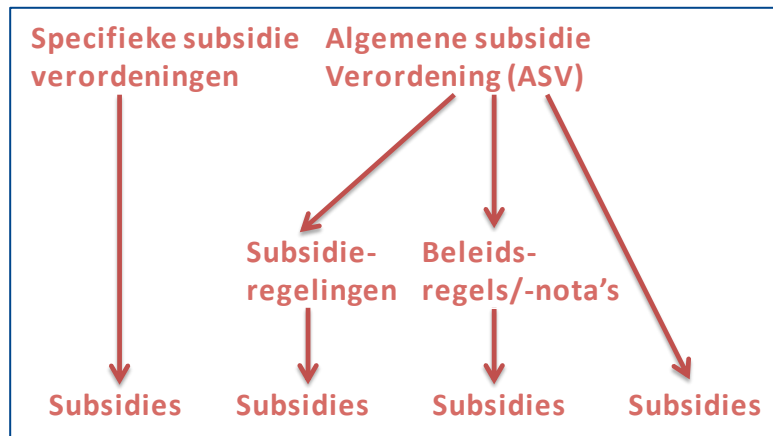 Specifieke subsidie
verordeningen
Algemene subsidie
Verordening (ASV)
Subsidie-
regelingen
Beleids-
regels/-nota's
Subsidies
Subsidies
Subsidies
Subsidies